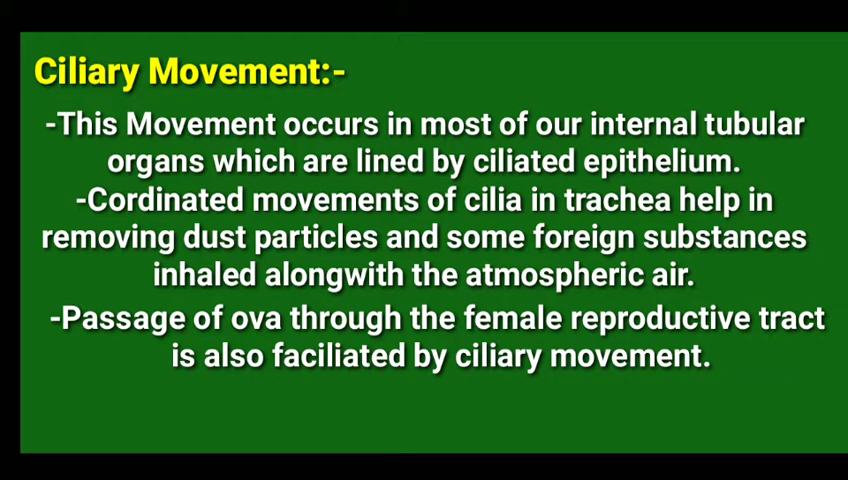 Ciliary Movement:-
-This Movement occurs in most of our internal tubular
organs which are lined by ciliated epithelium.
-Cordinated movements of cilia in trachea help in
removing dust particles and some foreign substances
inhaled alongwith the atmospheric air.
-Passage of ova through the female reproductive tract
is also faciliated by ciliary movement.